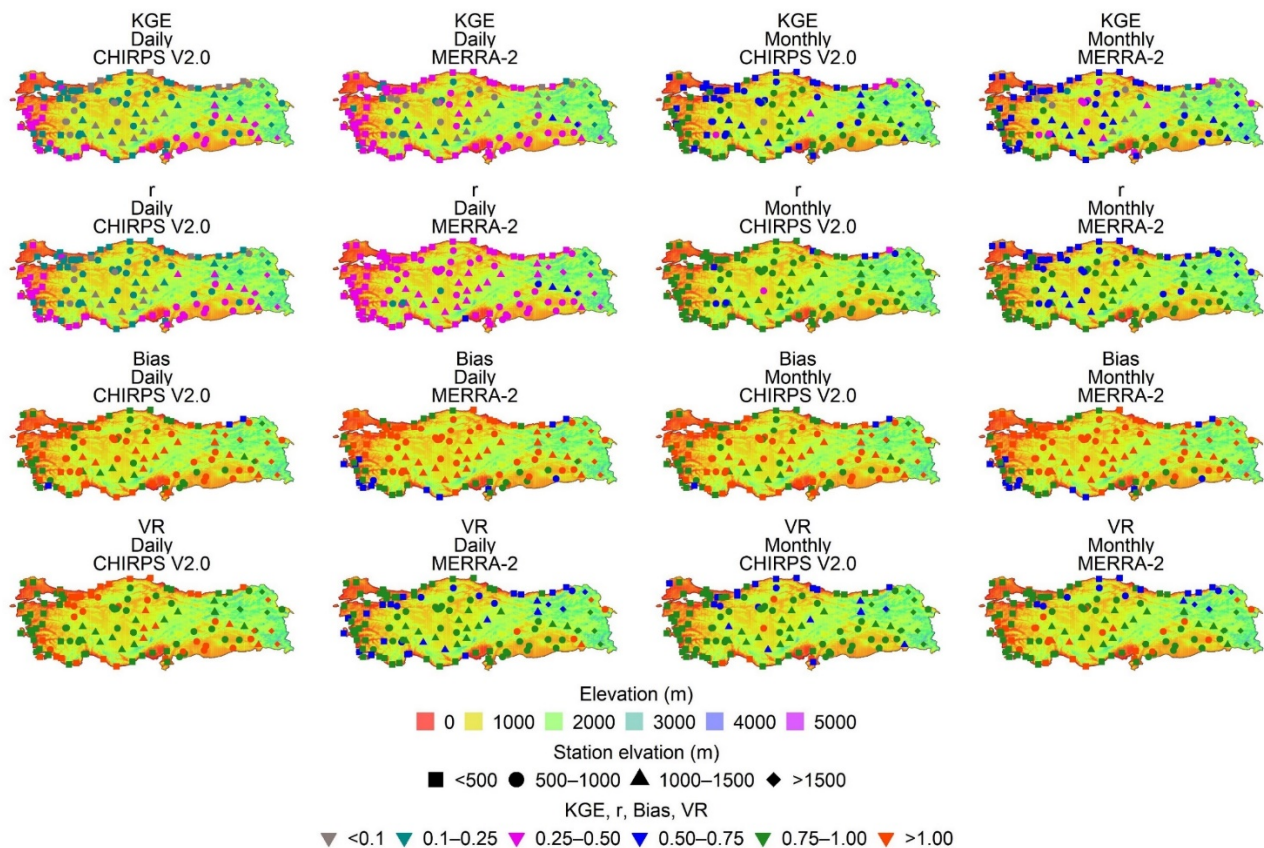 KGE
Daily
CHIRPS V2.0
KGE
Daily
MERRA-2
KGE
Monthly
CHIRPS V2.0
KGE
Monthly
MERRA-2
r
Daily
CHIRPS V2.0
r
Daily
MERRA-2
r
Monthly
CHIRPS V2.0
r
Monthly
MERRA-2
Bias
Daily
CHIRPS V2.0
Bias
Daily
MERRA-2
Bias
Monthly
CHIRPS V2.0
Bias
Monthly
MERRA-2
VR
Daily
CHIRPS V2.0
VR
Daily
MERRA-2
VR
Monthly
CHIRPS V2.0
VR
Monthly
MERRA-2
Elevation (m)
0 1000 2000 3000 4000 5000
Station elvation (m)
<500 500–1000 1000–1500 >1500
KGE, r, Bias, VR
<0.1 0.1–0.25 0.25–0.50 0.50–0.75 0.75–1.00 >1.00